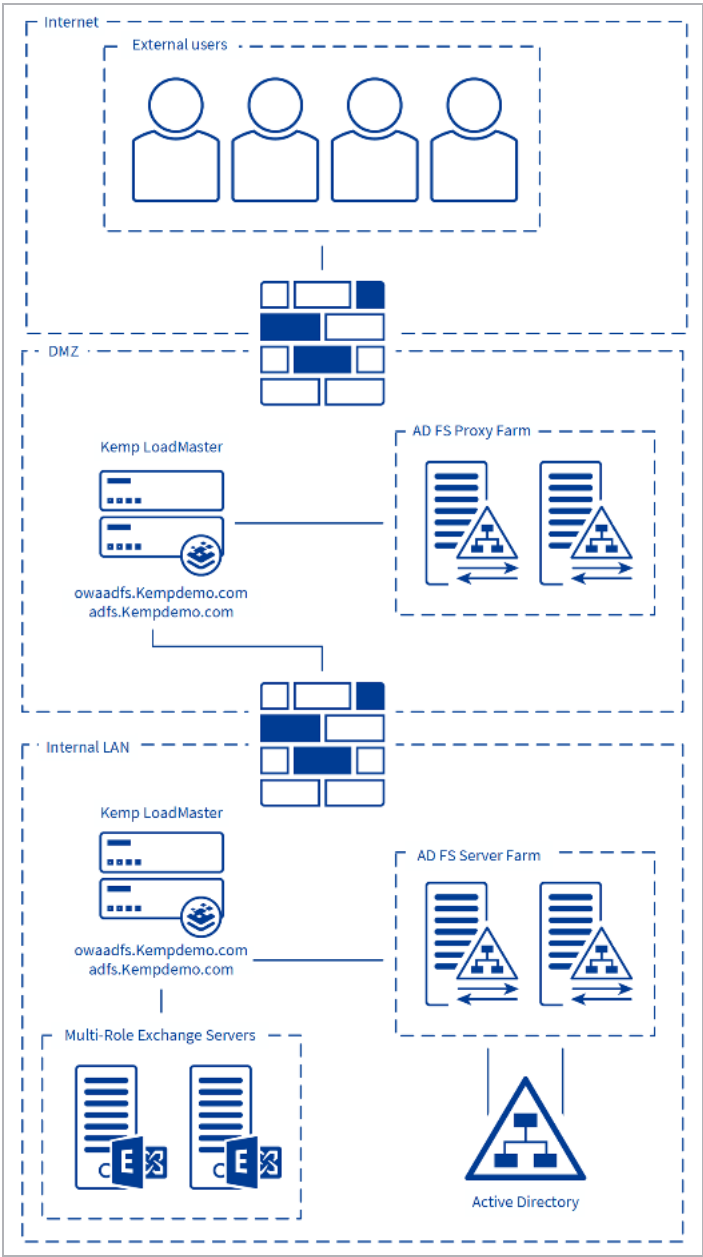 Internet
External users
DMZ
Kemp LoadMaster
AD FS Proxy Farm
owaadfs.Kempdemo.com
adfs.Kempdemo.com
Internal LAN
Kemp LoadMaster
AD FS Server Farm
owaadfs.Kempdemo.com
adfs.Kempdemo.com
Multi-Role Exchange Servers
C E
C E
Active Directory